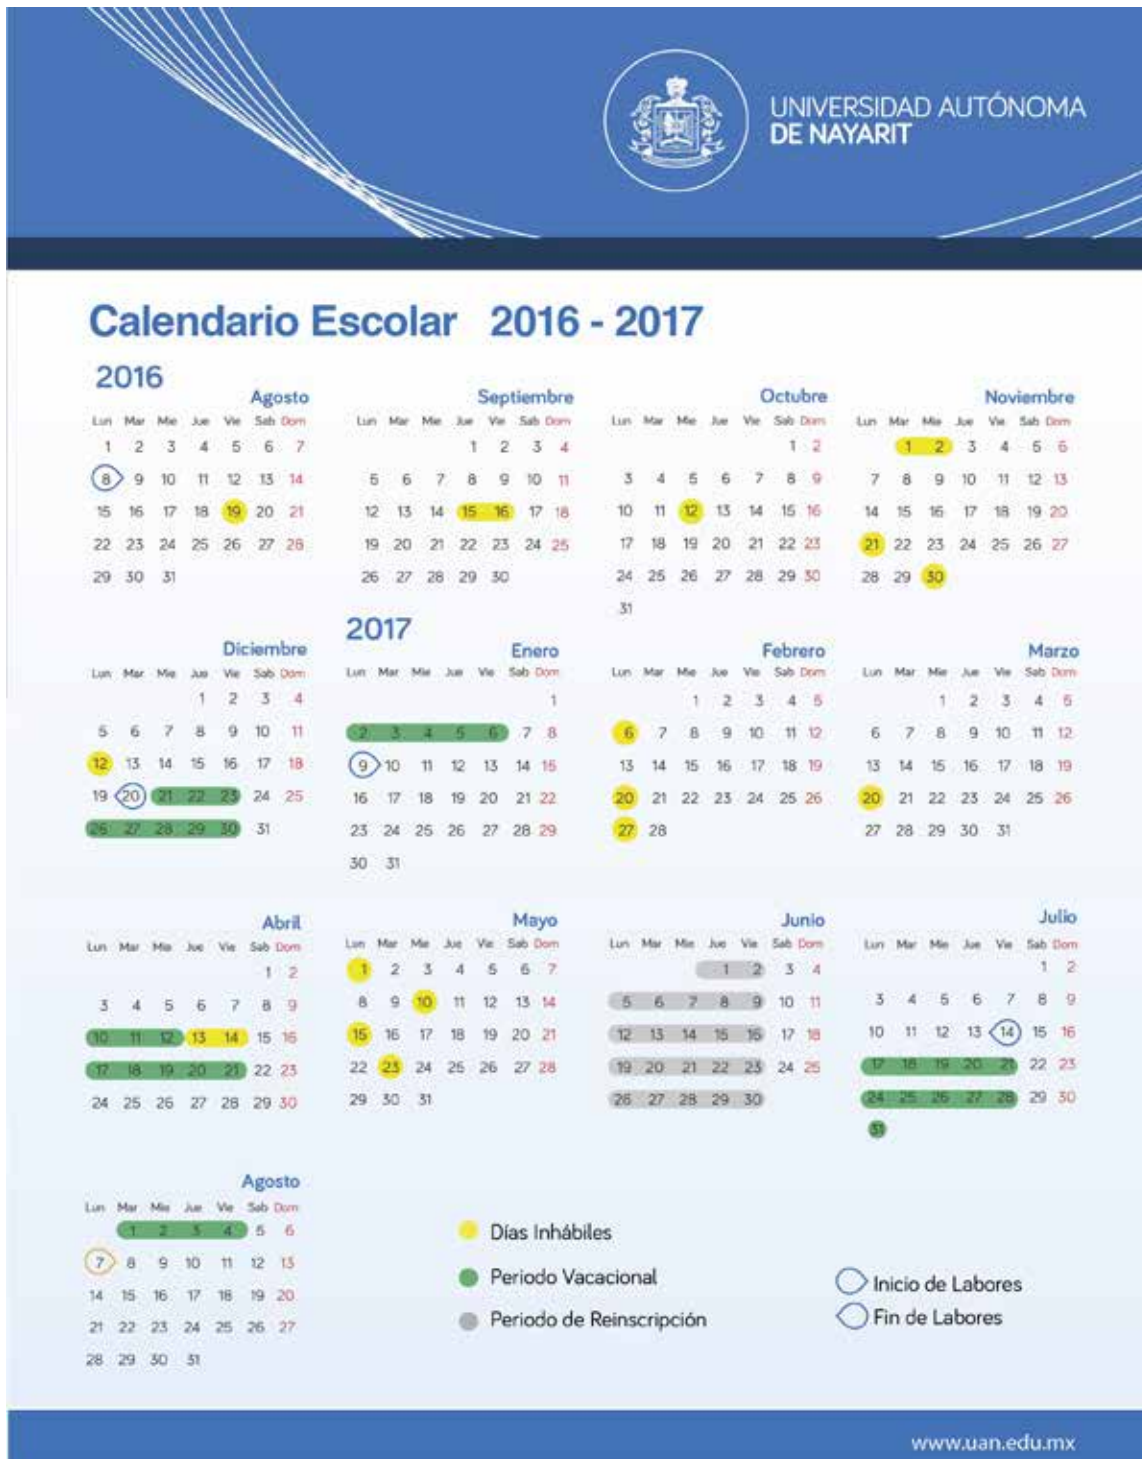 UNIVERSIDAD AUTÓNOMA
DE NAYARIT
Calendario Escolar 2016 - 2017
2016
Agosto
Lun Mar Mie Jue Vie Sab Dom
1 2 3 4 5 6 7
8 9 10 11 12 13 14
15 16 17 18 19 20 21
22 23 24 25 26 27 28
29 30 31
Septiembre
Lun Mar Mie Jue Vie Sab Dom
1 2 3 4
5 6 7 8 9 10 11
12 13 14 15 16 17 18
19 20 21 22 23 24 25
26 27 28 29 30
Octubre
Lun Mar Mie Jue Vie Sab Dom
1 2
3 4 5 6 7 8 9
10 11 12 13 14 15 16
17 18 19 20 21 22 23
24 25 26 27 28 29 30
31
Noviembre
Lun Mar Mie Jue Vie Sab Dom
1 2 3 4 5 6
7 8 9 10 11 12 13
14 15 16 17 18 19 20
21 22 23 24 25 26 27
28 29 30
Diciembre
Lun Mar Mie Jue Vie Sab Dom
1 2 3 4
5 6 7 8 9 10 11
12 13 14 15 16 17 18
19 20 21 22 23 24 25
26 27 28 29 30 31
2017
Enero
Lun Mar Mie Jue Vie Sab Dom
1
2 3 4 5 6 7 8
9 10 11 12 13 14 15
16 17 18 19 20 21 22
23 24 25 26 27 28 29
30 31
Febrero
Lun Mar Mie Jue Vie Sab Dom
1 2 3 4 5
6 7 8 9 10 11 12
13 14 15 16 17 18 19
20 21 22 23 24 25 26
27 28
Marzo
Lun Mar Mie Jue Vie Sab Dom
1 2 3 4 5
6 7 8 9 10 11 12
13 14 15 16 17 18 19
20 21 22 23 24 25 26
27 28 29 30 31
Abril
Lun Mar Mie Jue Vie Sab Dom
1 2
3 4 5 6 7 8 9
10 11 12 13 14 15 16
17 18 19 20 21 22 23
24 25 26 27 28 29 30
Mayo
Lun Mar Mie Jue Vie Sab Dom
1 2 3 4 5 6 7
8 9 10 11 12 13 14
15 16 17 18 19 20 21
22 23 24 25 26 27 28
29 30 31
Junio
Lun Mar Mie Jue Vie Sab Dom
1 2 3 4
5 6 7 8 9 10 11
12 13 14 15 16 17 18
19 20 21 22 23 24 25
26 27 28 29 30
Julio
Lun Mar Mie Jue Vie Sab Dom
1 2
3 4 5 6 7 8 9
10 11 12 13 14 15 16
17 18 19 20 21 22 23
24 25 26 27 28 29 30
31
Agosto
Lun Mar Mie Jue Vie Sab Dom
1 2 3 4 5 6
7 8 9 10 11 12 13
14 15 16 17 18 19 20
21 22 23 24 25 26 27
28 29 30 31
Días Inhábiles
Periodo Vacacional
Periodo de Reinscripción
Inicio de Labores
Fin de Labores
www.uan.edu.mx